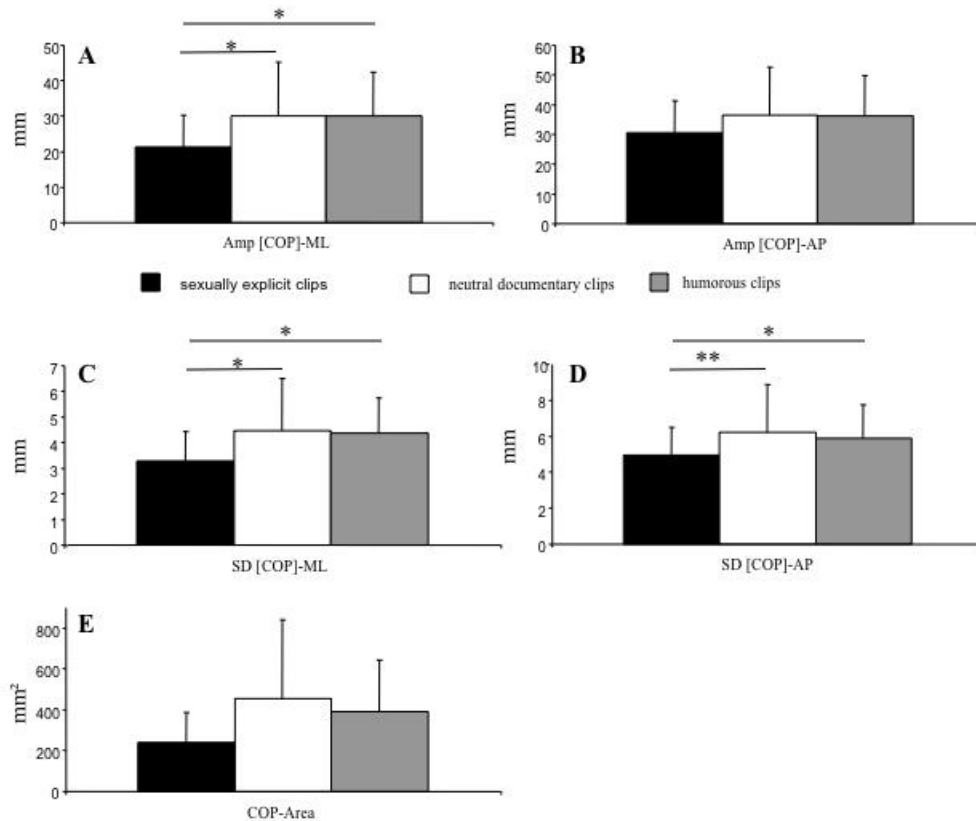 *
*
A
50
40
30
20
10
0
mm
Amp [COP]-ML
B
60
50
40
30
20
10
0
mm
Amp [COP]-AP
sexually explicit clips
neutral documentary clips
humorous clips
*
*
C
7
6
5
4
3
2
1
0
mm
SD [COP]-ML
*
**
D
10
8
6
4
2
0
mm
SD [COP]-AP
E
800
600
400
200
0
mm²
COP-Area